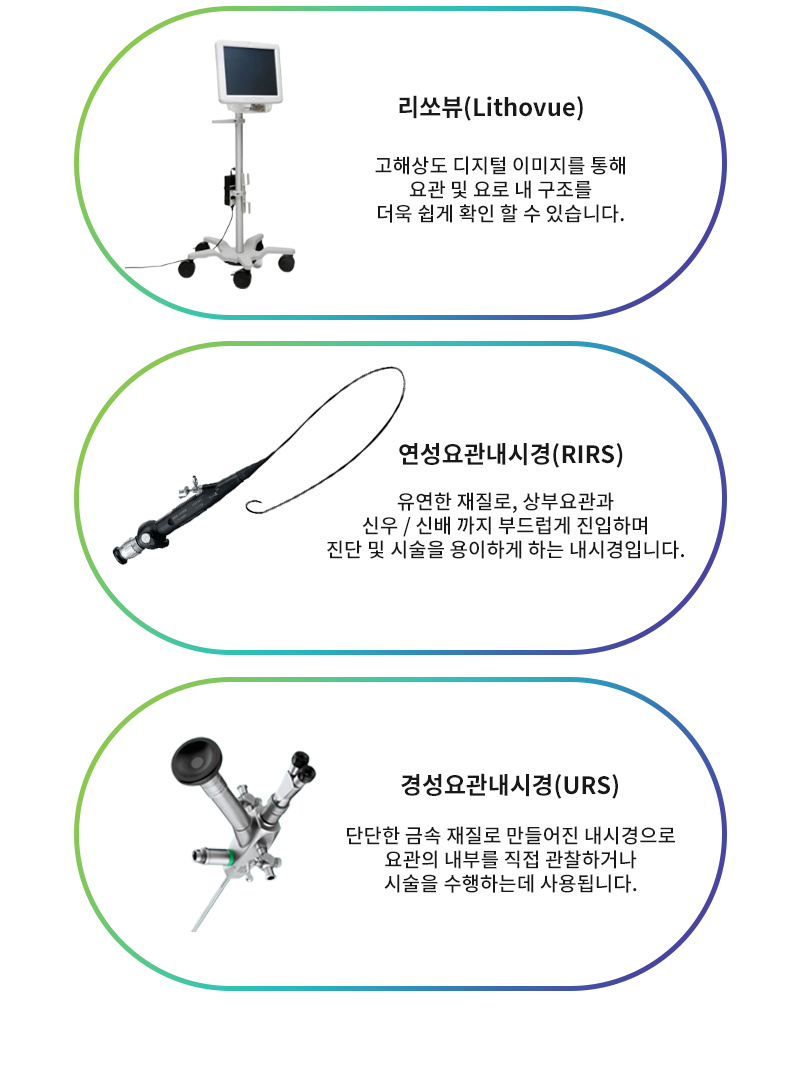 리쏘뷰(Lithovue)
고해상도 디지털 이미지를 통해
요관 및 요로 내 구조를
더욱 쉽게 확인 할 수 있습니다.
연성요관내시경(RIRS)
유연한 재질로, 상부요관과
신우 / 신배 까지 부드럽게 진입하며
진단 및 시술을 용이하게 하는 내시경입니다.
경성요관내시경(URS)
단단한 금속 재질로 만들어진 내시경으로
요관의 내부를 직접 관찰하거나
시술을 수행하는데 사용됩니다.